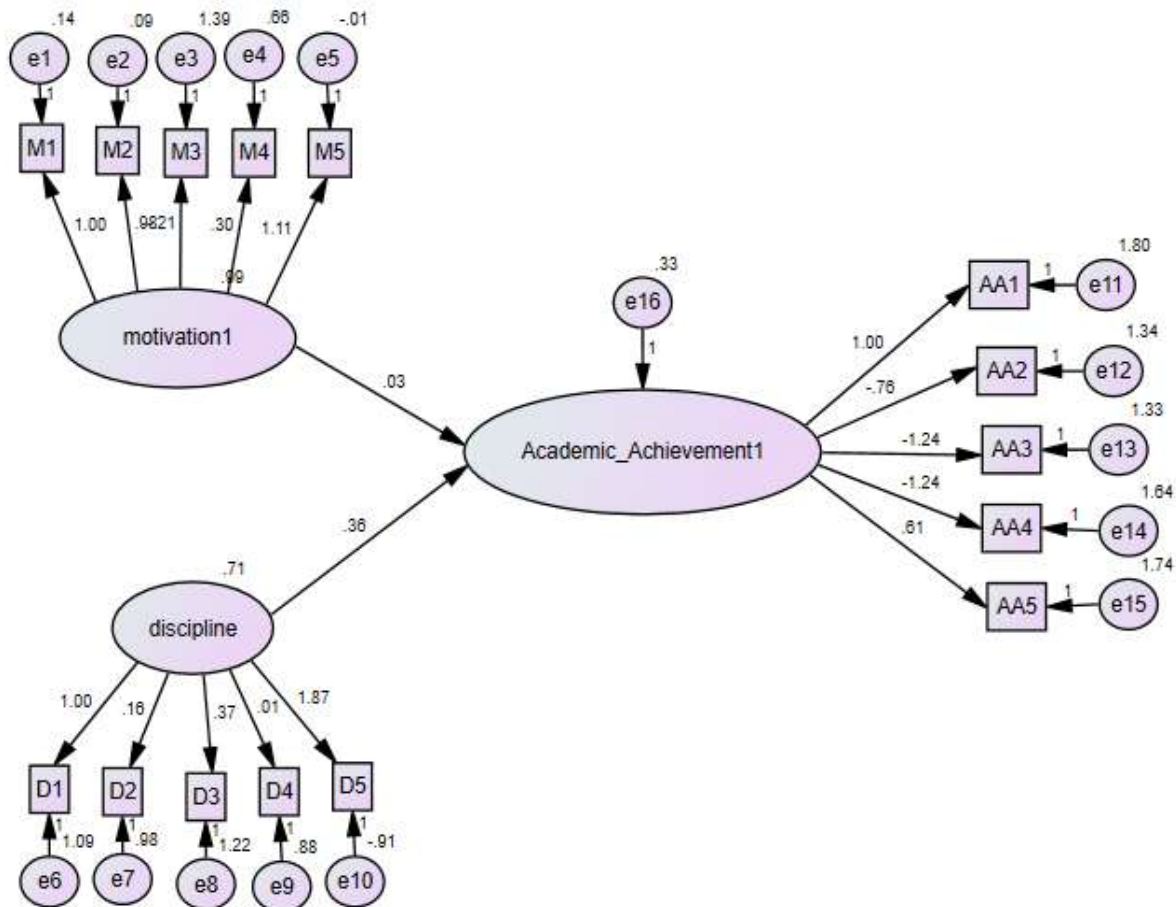 .14 .09 1.39 .66 -.01
e1 e2 e3 e4 e5
1 1 1 1 1
M1 M2 M3 M4 M5
1.00 .98 .21 .30 1.11
.99
motivation1
.03
.33
e16
1
Academic_Achievement1
1.00 AA1 1 e11 1.80
-.76 AA2 1 e12 1.34
-1.24 AA3 1 e13 1.33
-1.24 AA4 1 e14 1.64
.61 AA5 1 e15 1.74
.36
.71
discipline
1.00 .16 .37 .01 1.87
D1 D2 D3 D4 D5
1 1 1 1 1
1.09 .98 1.22 .88 -.91
e6 e7 e8 e9 e10